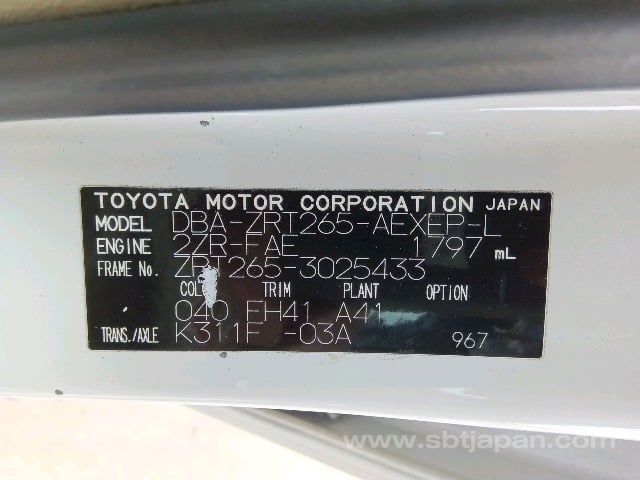 TOYOTA MOTOR CORPORATION JAPAN
MODEL DBA-ZRT265-AEXEP-L
ENGINE 2ZR-FAE 1797 mL
FRAME No. ZRT265-3025433
COL TRIM PLANT OPTION
040 EH41 A41
TRANS./AXLE K311F -03A 967
www.sbtjapan.com